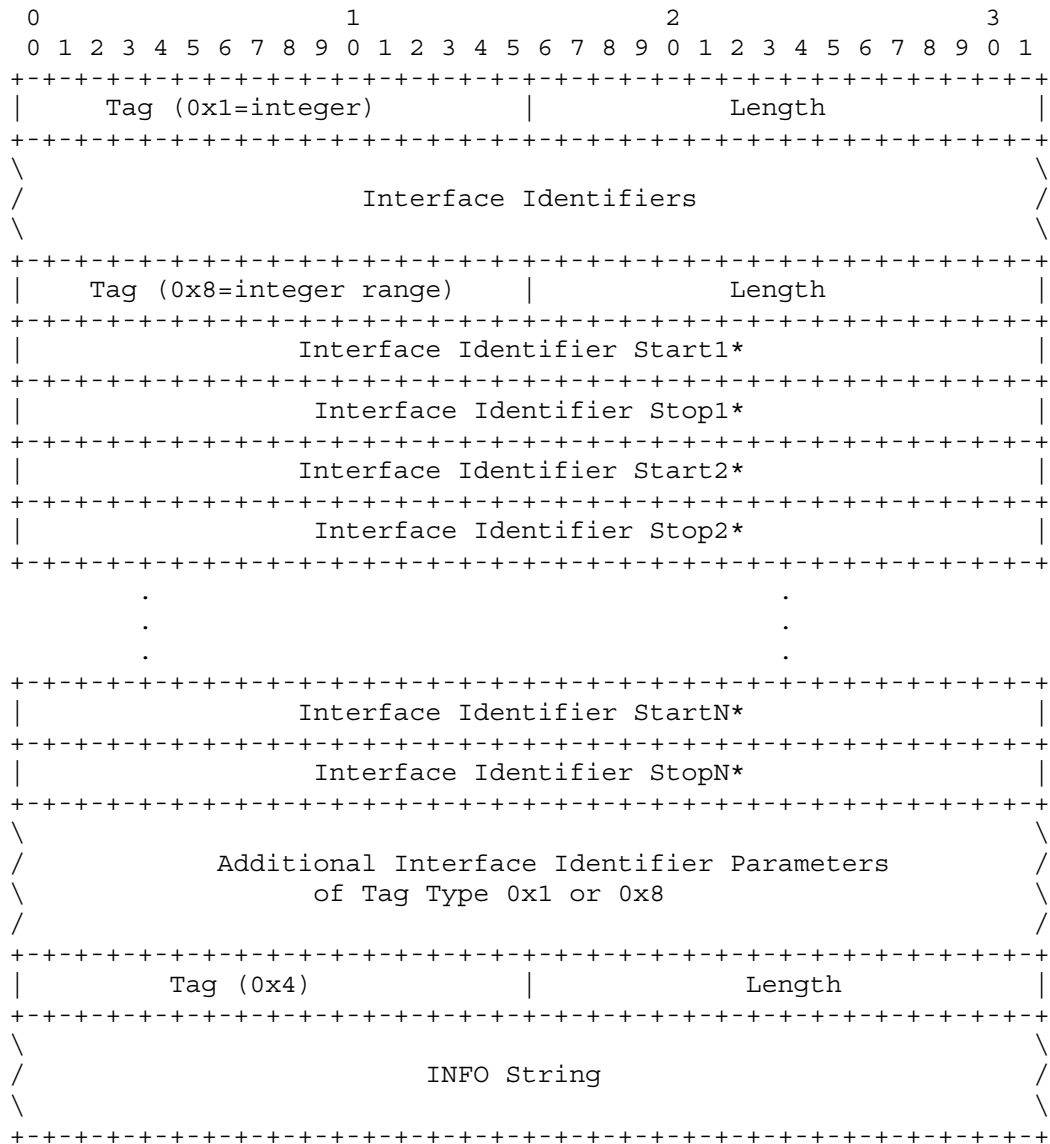 0                   1                   2                   3
 0 1 2 3 4 5 6 7 8 9 0 1 2 3 4 5 6 7 8 9 0 1 2 3 4 5 6 7 8 9 0 1
+-+-+-+-+-+-+-+-+-+-+-+-+-+-+-+-+-+-+-+-+-+-+-+-+-+-+-+-+-+-+-+-+
|     Tag (0x1=integer)         |            Length             |
+-+-+-+-+-+-+-+-+-+-+-+-+-+-+-+-+-+-+-+-+-+-+-+-+-+-+-+-+-+-+-+-+
\                                                               \
/                     Interface Identifiers                     /
\                                                               \
+-+-+-+-+-+-+-+-+-+-+-+-+-+-+-+-+-+-+-+-+-+-+-+-+-+-+-+-+-+-+-+-+
|    Tag (0x8=integer range)    |            Length             |
+-+-+-+-+-+-+-+-+-+-+-+-+-+-+-+-+-+-+-+-+-+-+-+-+-+-+-+-+-+-+-+-+
|                 Interface Identifier Start1*                  |
+-+-+-+-+-+-+-+-+-+-+-+-+-+-+-+-+-+-+-+-+-+-+-+-+-+-+-+-+-+-+-+-+
|                  Interface Identifier Stop1*                  |
+-+-+-+-+-+-+-+-+-+-+-+-+-+-+-+-+-+-+-+-+-+-+-+-+-+-+-+-+-+-+-+-+
|                 Interface Identifier Start2*                  |
+-+-+-+-+-+-+-+-+-+-+-+-+-+-+-+-+-+-+-+-+-+-+-+-+-+-+-+-+-+-+-+-+
|                  Interface Identifier Stop2*                  |
+-+-+-+-+-+-+-+-+-+-+-+-+-+-+-+-+-+-+-+-+-+-+-+-+-+-+-+-+-+-+-+-+
        .                                       .
        .                                       .
        .                                       .
+-+-+-+-+-+-+-+-+-+-+-+-+-+-+-+-+-+-+-+-+-+-+-+-+-+-+-+-+-+-+-+-+
|                 Interface Identifier StartN*                  |
+-+-+-+-+-+-+-+-+-+-+-+-+-+-+-+-+-+-+-+-+-+-+-+-+-+-+-+-+-+-+-+-+
|                  Interface Identifier StopN*                  |
+-+-+-+-+-+-+-+-+-+-+-+-+-+-+-+-+-+-+-+-+-+-+-+-+-+-+-+-+-+-+-+-+
\                                                               \
/            Additional Interface Identifier Parameters         /
\                  of Tag Type 0x1 or 0x8                       \
/                                                               /
+-+-+-+-+-+-+-+-+-+-+-+-+-+-+-+-+-+-+-+-+-+-+-+-+-+-+-+-+-+-+-+-+
|         Tag (0x4)             |             Length            |
+-+-+-+-+-+-+-+-+-+-+-+-+-+-+-+-+-+-+-+-+-+-+-+-+-+-+-+-+-+-+-+-+
\                                                               \
/                         INFO String                           /
\                                                               \
+-+-+-+-+-+-+-+-+-+-+-+-+-+-+-+-+-+-+-+-+-+-+-+-+-+-+-+-+-+-+-+-+